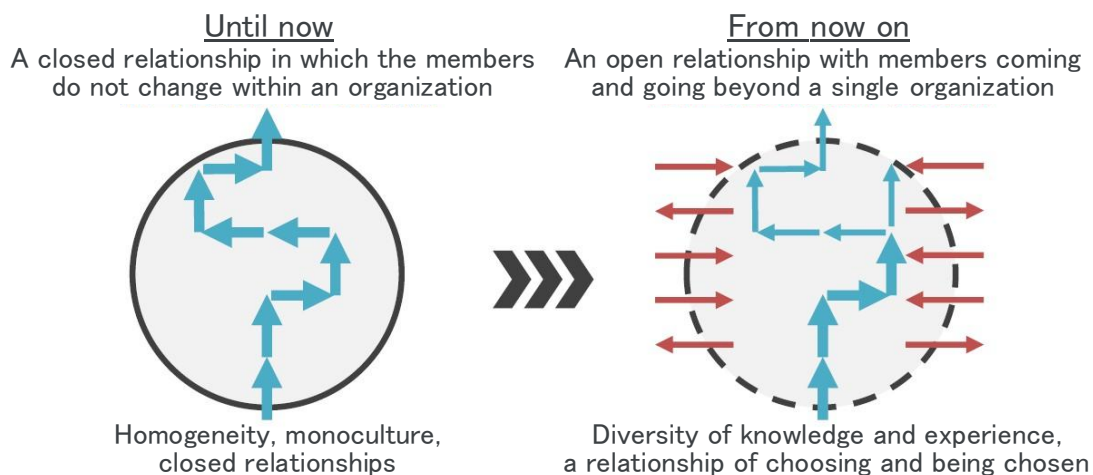 Until now
A closed relationship in which the members
do not change within an organization
Homogeneity, monoculture,
closed relationships
From now on
An open relationship with members coming
and going beyond a single organization
Diversity of knowledge and experience,
a relationship of choosing and being chosen